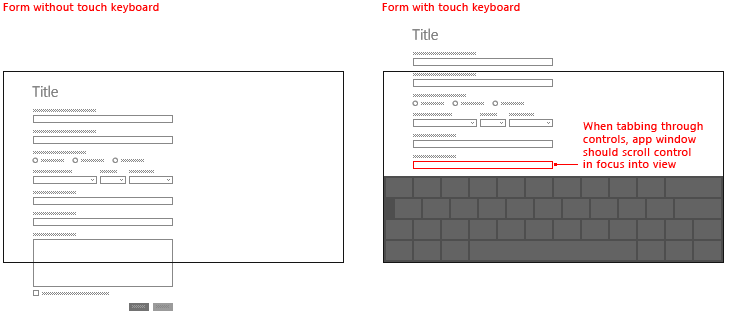 Form without touch keyboard
Form with touch keyboard
Title
Title
When tabbing through
controls, app window
should scroll control
in focus into view